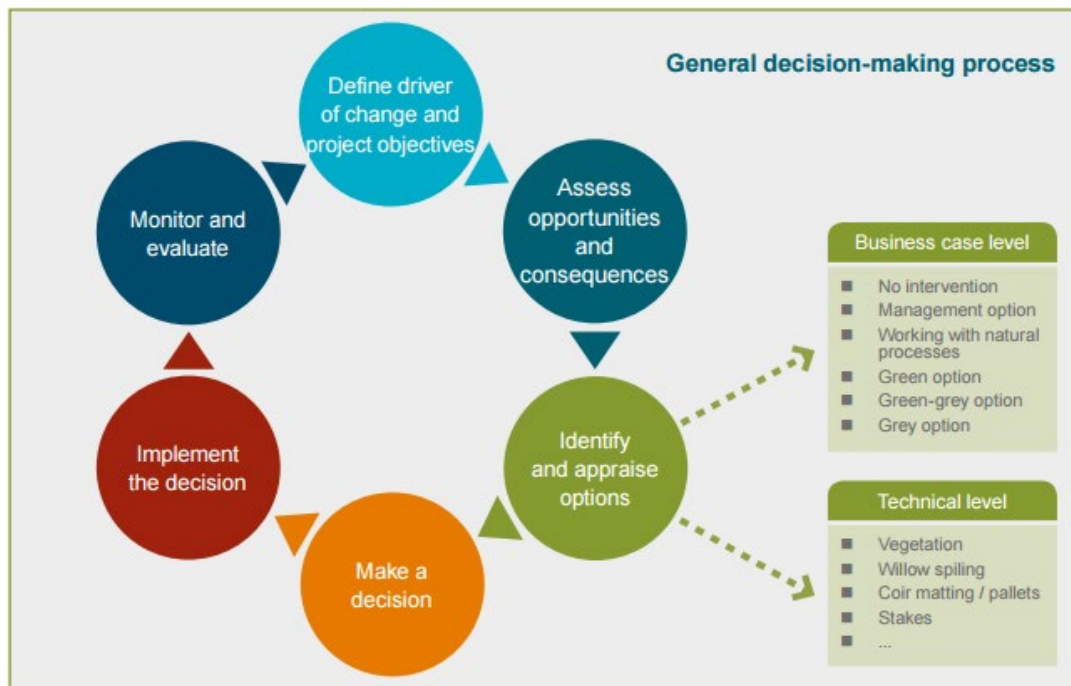 General decision-making process
Define driver
of change and
project objectives
Assess
opportunities
and
consequences
Identify
and appraise
options
Make a
decision
Implement
the decision
Monitor and
evaluate
Business case level
■ No intervention
■ Management option
■ Working with natural
processes
■ Green option
■ Green-grey option
■ Grey option
Technical level
■ Vegetation
■ Willow spiling
■ Coir matting / pallets
■ Stakes
■ ...